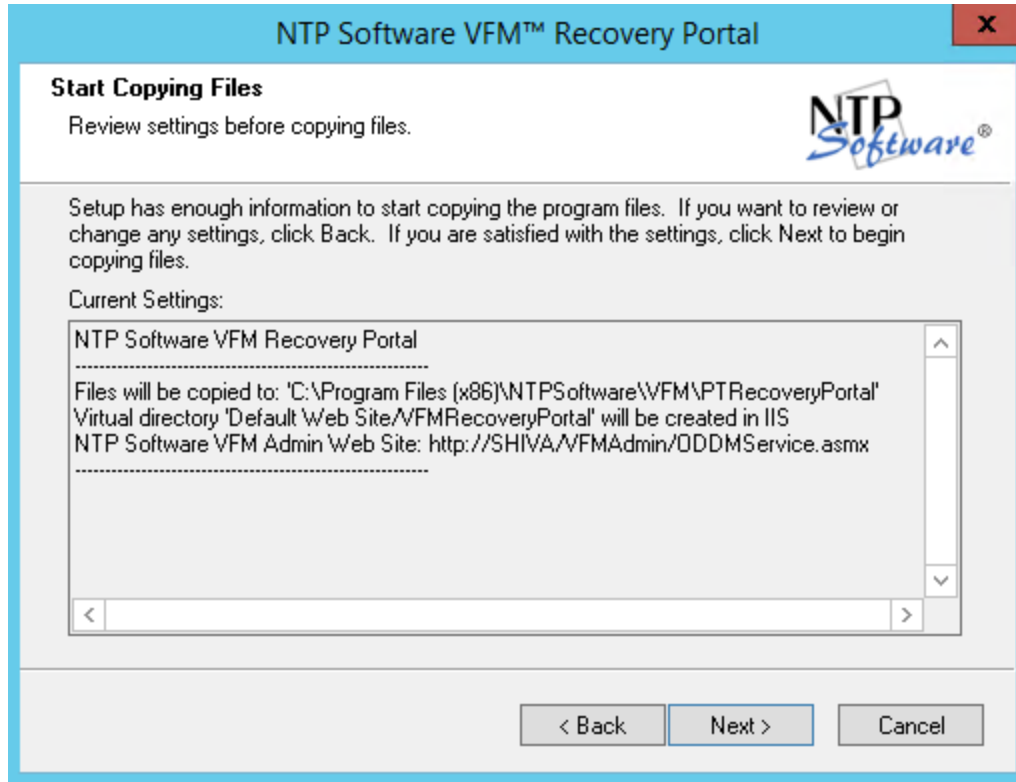 NTP Software VFM™ Recovery Portal
x
Start Copying Files
Review settings before copying files.
NTP
Software®
Setup has enough information to start copying the program files.  If you want to review or
change any settings, click Back.  If you are satisfied with the settings, click Next to begin
copying files.
Current Settings:
NTP Software VFM Recovery Portal
-----------------------------------------------------------
Files will be copied to: 'C:\Program Files (x86)\NTPSoftware\VFM\PTRecoveryPortal'
Virtual directory 'Default Web Site/VFMRecoveryPortal' will be created in IIS
NTP Software VFM Admin Web Site: http://SHIVA/VFMAdmin/ODDMService.asmx
-----------------------------------------------------------
< Back
Next >
Cancel